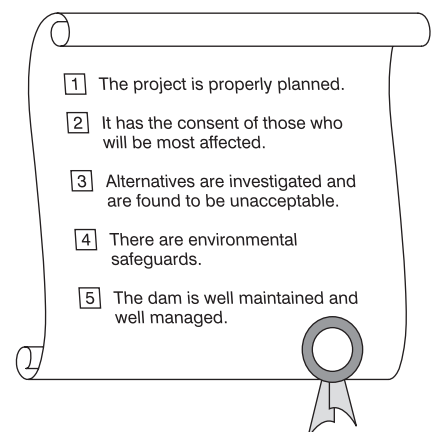 1 The project is properly planned.
2 It has the consent of those who
will be most affected.
3 Alternatives are investigated and
are found to be unacceptable.
4 There are environmental
safeguards.
5 The dam is well maintained and
well managed.